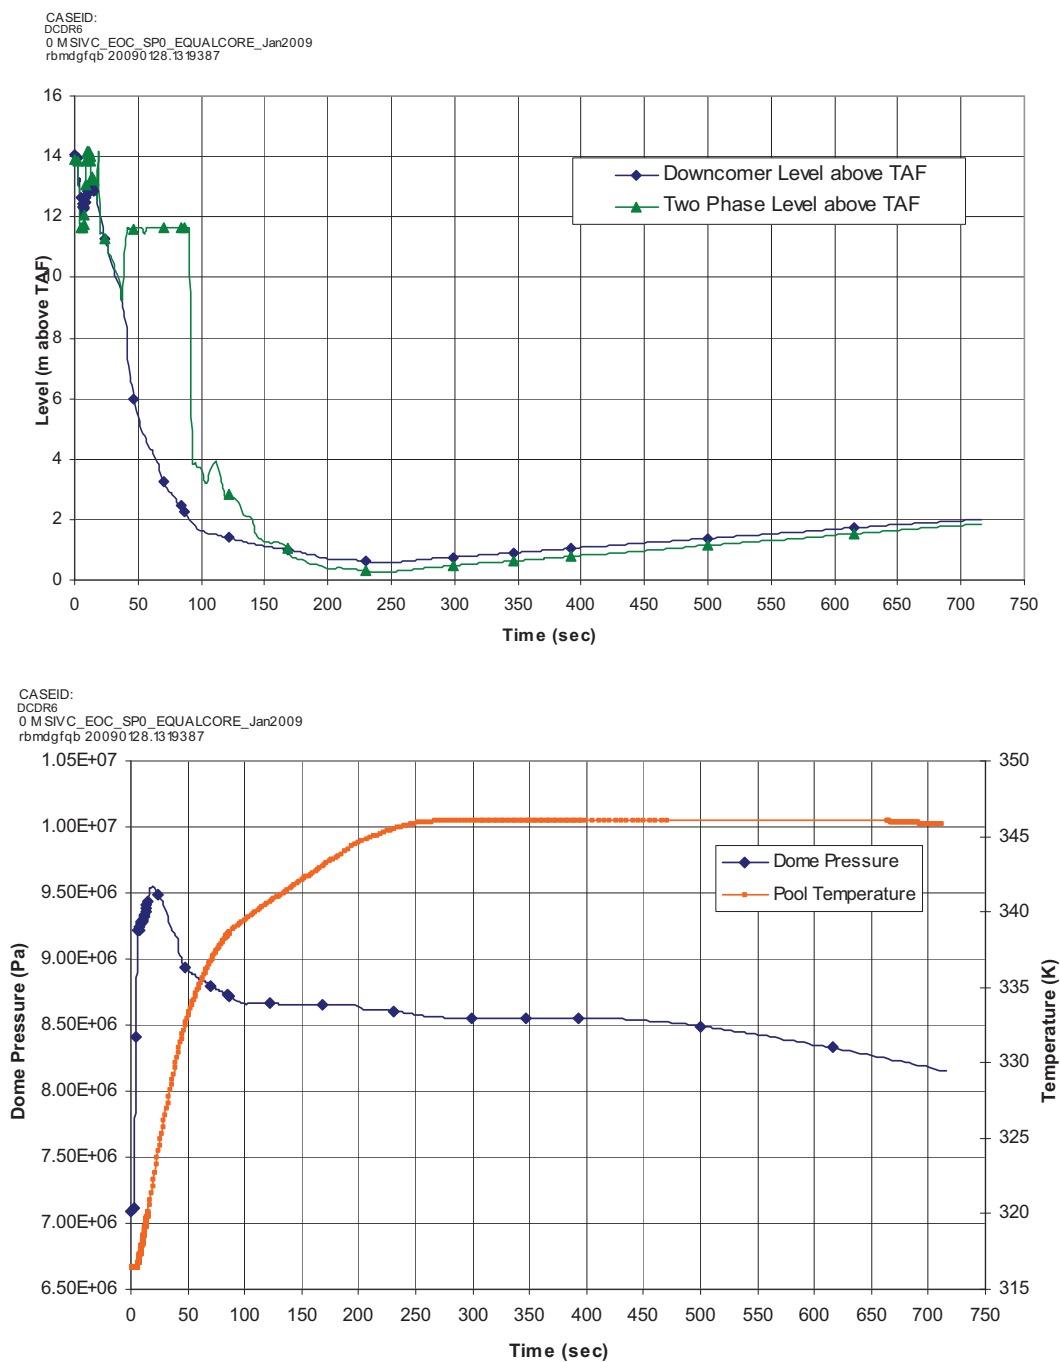 CASEID:
DCDR6
0 MSIVC_EOC_SP0_EQUALCORE_Jan2009
rbmdgfqb 20090128.1319387
16
14
12
10
8
6
4
2
0
Level (m above TAF)
Downcomer Level above TAF
Two Phase Level above TAF
0 50 100 150 200 250 300 350 400 450 500 550 600 650 700 750
Time (sec)
CASEID:
DCDR6
0 MSIVC_EOC_SP0_EQUALCORE_Jan2009
rbmdgfqb 20090128.1319387
1.05E+07
1.00E+07
9.50E+06
9.00E+06
8.50E+06
8.00E+06
7.50E+06
7.00E+06
6.50E+06
Dome Pressure (Pa)
Dome Pressure
Pool Temperature
350
345
340
335
330
325
320
315
Temperature (K)
0 50 100 150 200 250 300 350 400 450 500 550 600 650 700 750
Time (sec)